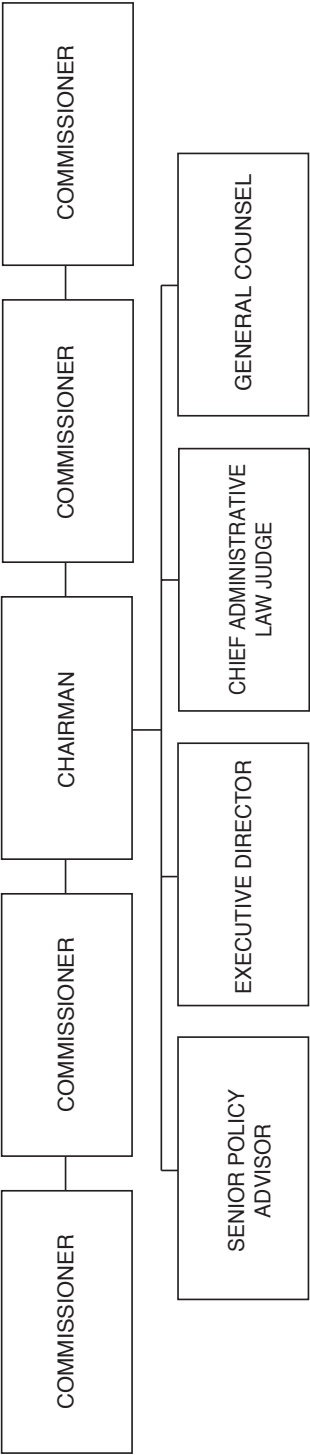 COMMISSIONER
COMMISSIONER
CHAIRMAN
COMMISSIONER
COMMISSIONER
SENIOR POLICY
ADVISOR
EXECUTIVE DIRECTOR
CHIEF ADMINISTRATIVE
LAW JUDGE
GENERAL COUNSEL